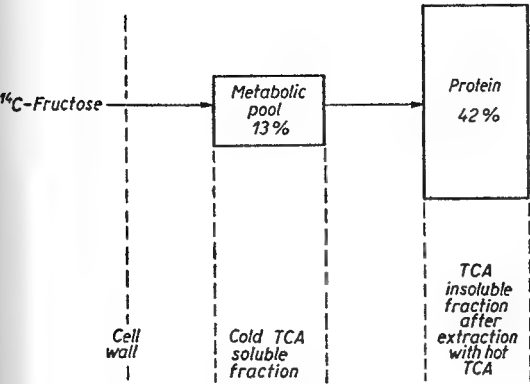 ¹⁴C-Fructose
Metabolic
pool
13%
Protein
42%
Cell
wall
Cold TCA
soluble
fraction
TCA
insoluble
fraction
after
extraction
with hot
TCA